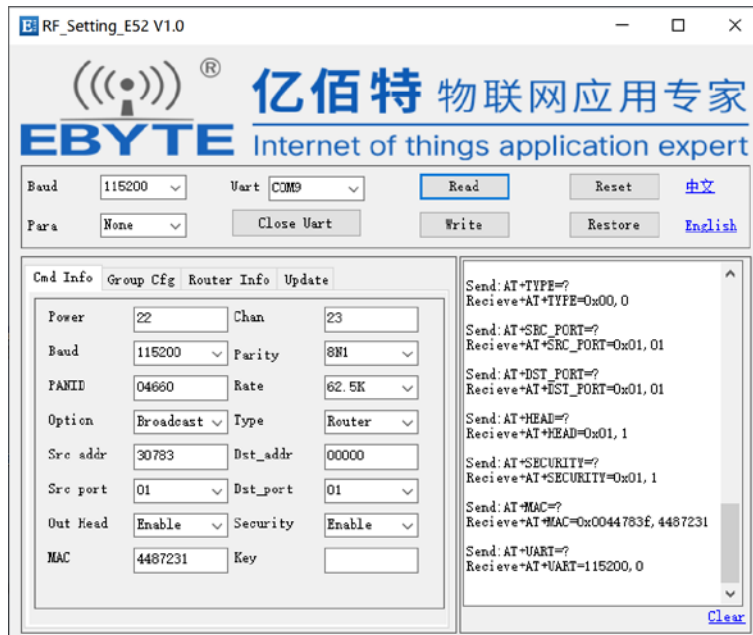 RF_Setting_E52 V1.0
®
EBYTE
亿佰特 物联网应用专家
Internet of things application expert
Baud 115200 Uart COM9 Read Reset 中文
Para None Close Uart Write Restore English
Cmd Info Group Cfg Router Info Update
Power 22 Chan 23
Baud 115200 Parity 8N1
PANID 04660 Rate 62.5K
Option Broadcast Type Router
Src addr 30783 Dst_addr 00000
Src port 01 Dst_port 01
Out Head Enable Security Enable
MAC 4487231 Key
Send:AT+TYPE=?
Recieve+AT+TYPE=0x00,0
Send:AT+SRC_PORT=?
Recieve+AT+SRC_PORT=0x01,01
Send:AT+DST_PORT=?
Recieve+AT+DST_PORT=0x01,01
Send:AT+HEAD=?
Recieve+AT+HEAD=0x01,1
Send:AT+SECURITY=?
Recieve+AT+SECURITY=0x01,1
Send:AT+MAC=?
Recieve+AT+MAC=0x0044783f,4487231
Send:AT+UART=?
Recieve+AT+UART=115200,0
Clear